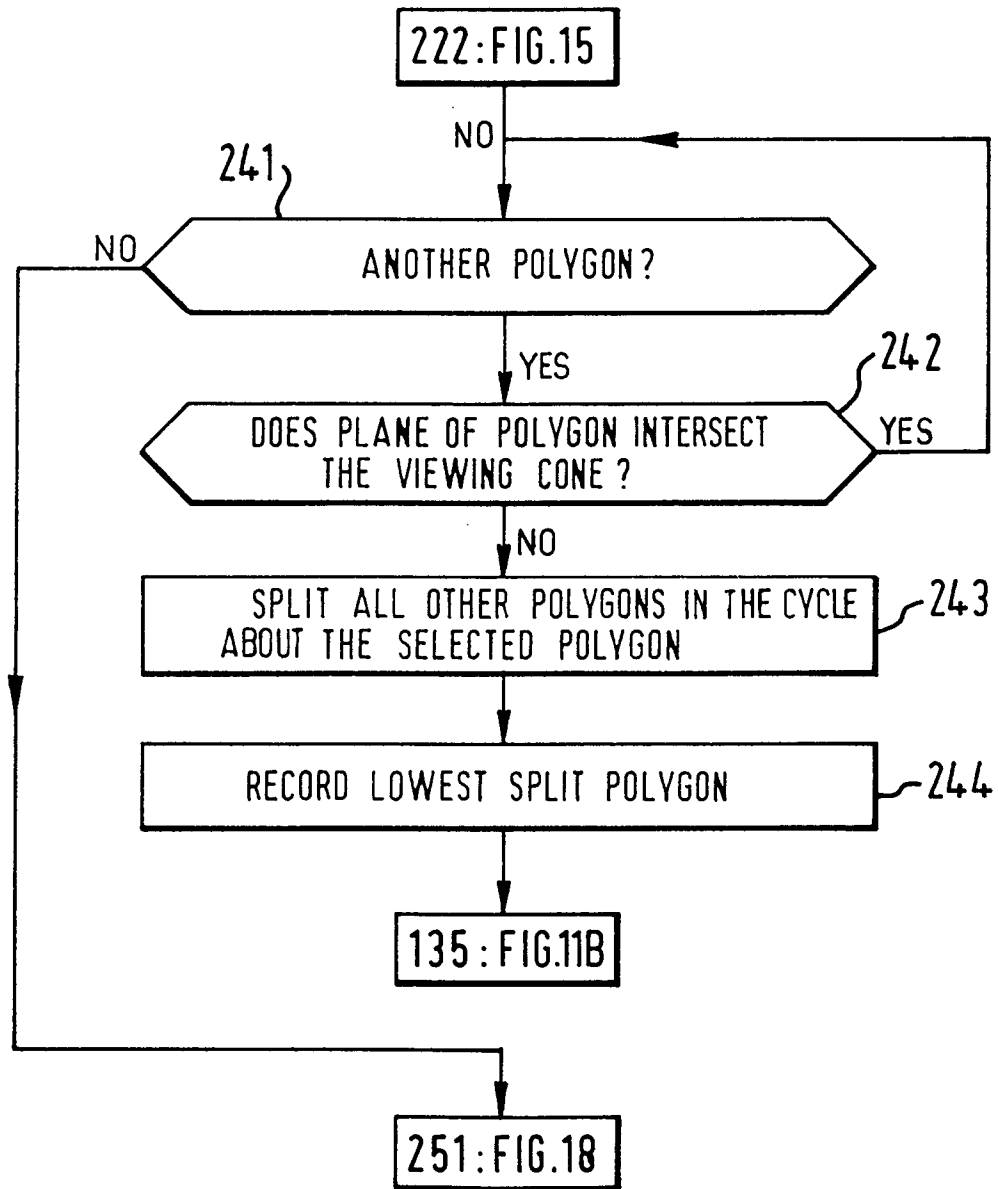 222:FIG.15
NO
241
NO
ANOTHER POLYGON?
YES
242
DOES PLANE OF POLYGON INTERSECT
THE VIEWING CONE?
YES
NO
SPLIT ALL OTHER POLYGONS IN THE CYCLE
ABOUT THE SELECTED POLYGON
243
RECORD LOWEST SPLIT POLYGON
244
135:FIG.11B
251:FIG.18